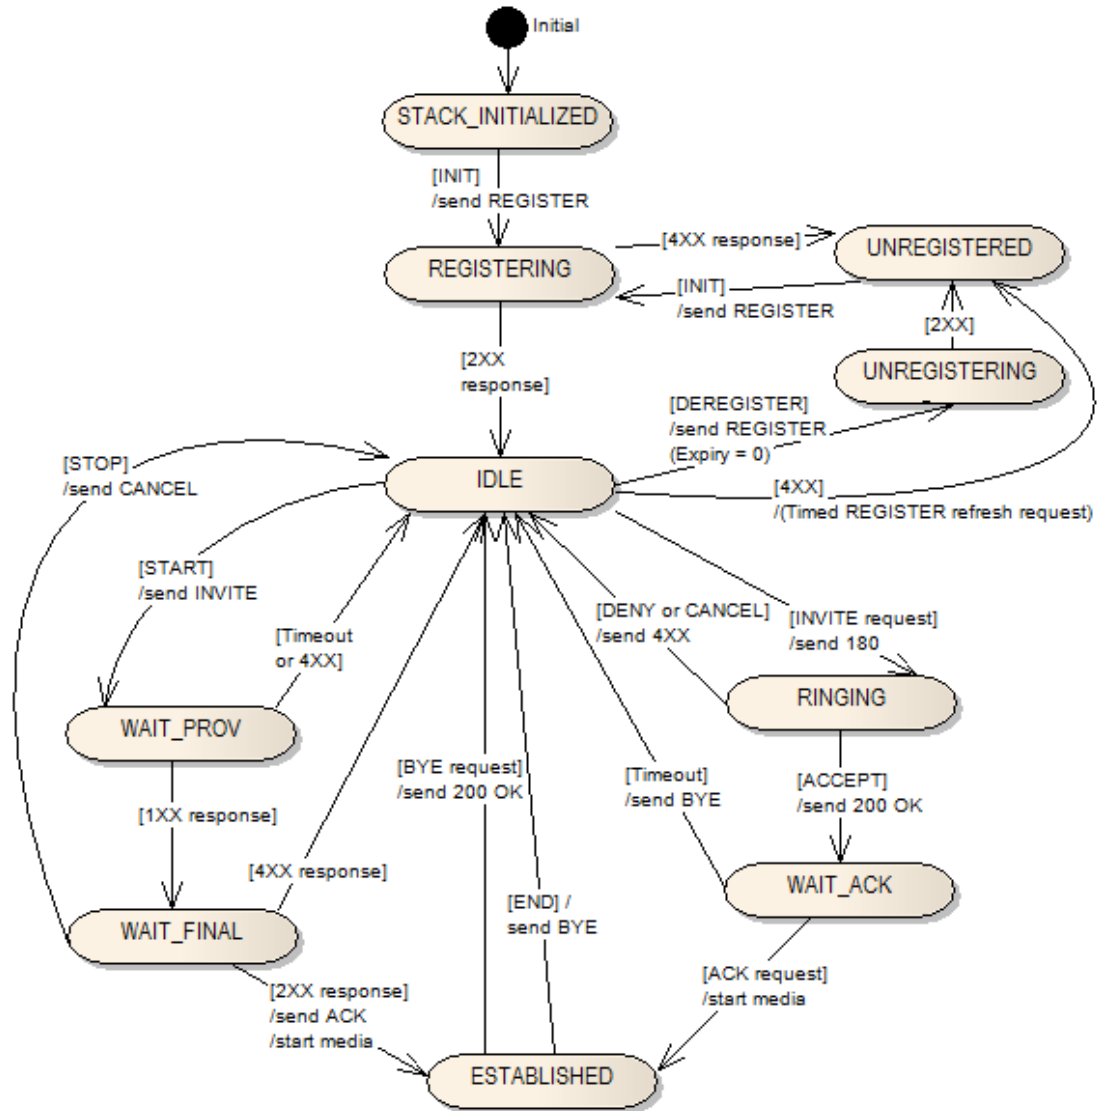 Initial
STACK_INITIALIZED
[INIT]
/send REGISTER
REGISTERING
[4XX response]
UNREGISTERED
[INIT]
/send REGISTER
[2XX]
UNREGISTERING
[2XX
response]
[DEREGISTER]
/send REGISTER
(Expiry = 0)
[STOP]
/send CANCEL
IDLE
[4XX]
/(Timed REGISTER refresh request)
[START]
/send INVITE
[Timeout
or 4XX]
[DENY or CANCEL]
/send 4XX
[INVITE request]
/send 180
RINGING
WAIT_PROV
[BYE request]
/send 200 OK
[Timeout]
/send BYE
[ACCEPT]
/send 200 OK
[1XX response]
[4XX response]
WAIT_ACK
[END] /
send BYE
WAIT_FINAL
[2XX response]
/send ACK
/start media
[ACK request]
/start media
ESTABLISHED